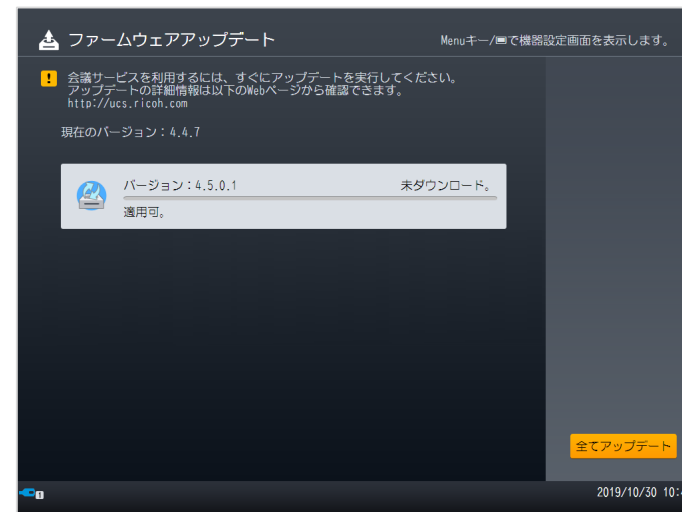 ファームウェアアップデート
Menuキー/で機器設定画面を表示します。
会議サービスを利用するには、すぐにアップデートを実行してください。
アップデートの詳細情報は以下のWebページから確認できます。
http://ucs.ricoh.com
現在のバージョン：4.4.7
バージョン：4.5.0.1
未ダウンロード。
適用可。
全てアップデート
1
2019/10/30 10: